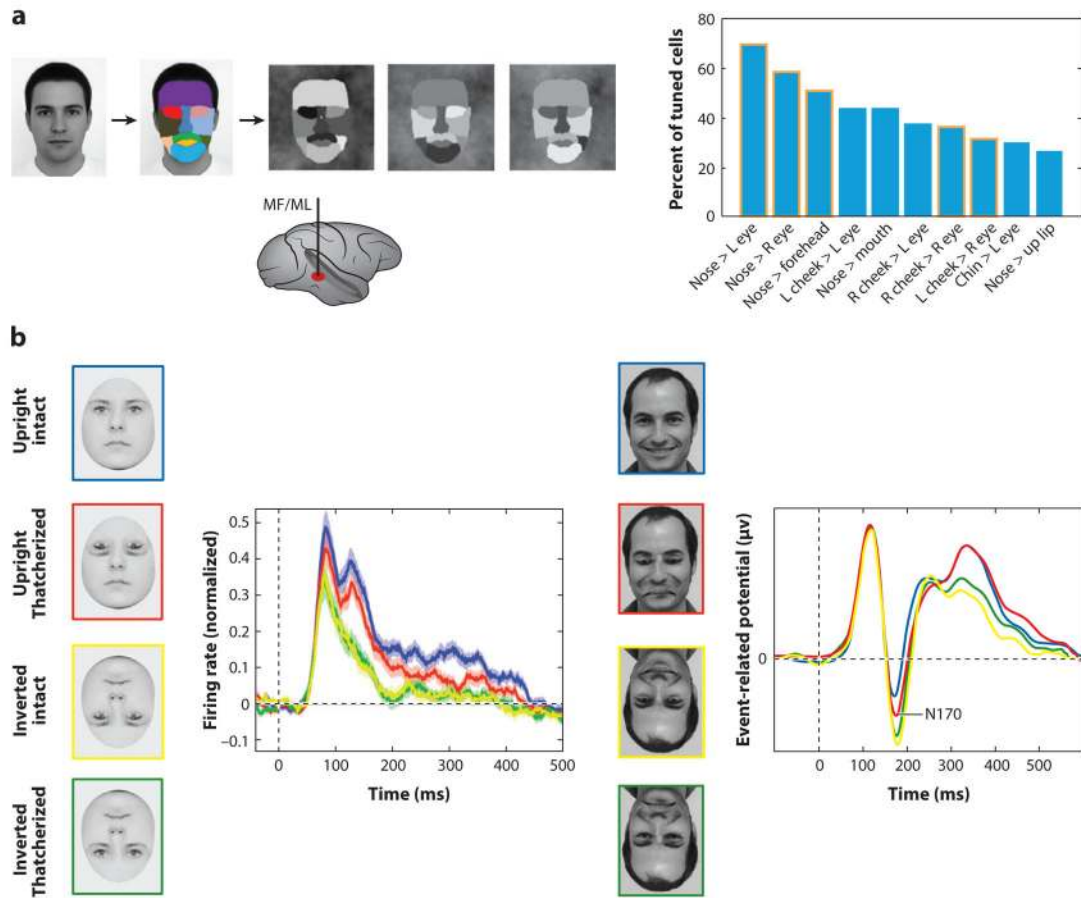 a
MF/ML
Percent of tuned cells
80
60
40
20
0
Nose > L eye
Nose > R eye
Nose > forehead
L cheek > L eye
Nose > mouth
R cheek > L eye
R cheek > R eye
L cheek > R eye
Chin > L eye
Nose > up lip
b
Upright
intact
Upright
Thatcherized
Inverted
intact
Inverted
Thatcherized
Firing rate (normalized)
0.5
0.4
0.3
0.2
0.1
0
–0.1
0
100
200
300
400
500
Time (ms)
Event-related potential (μv)
0
N170
0
100
200
300
400
500
Time (ms)